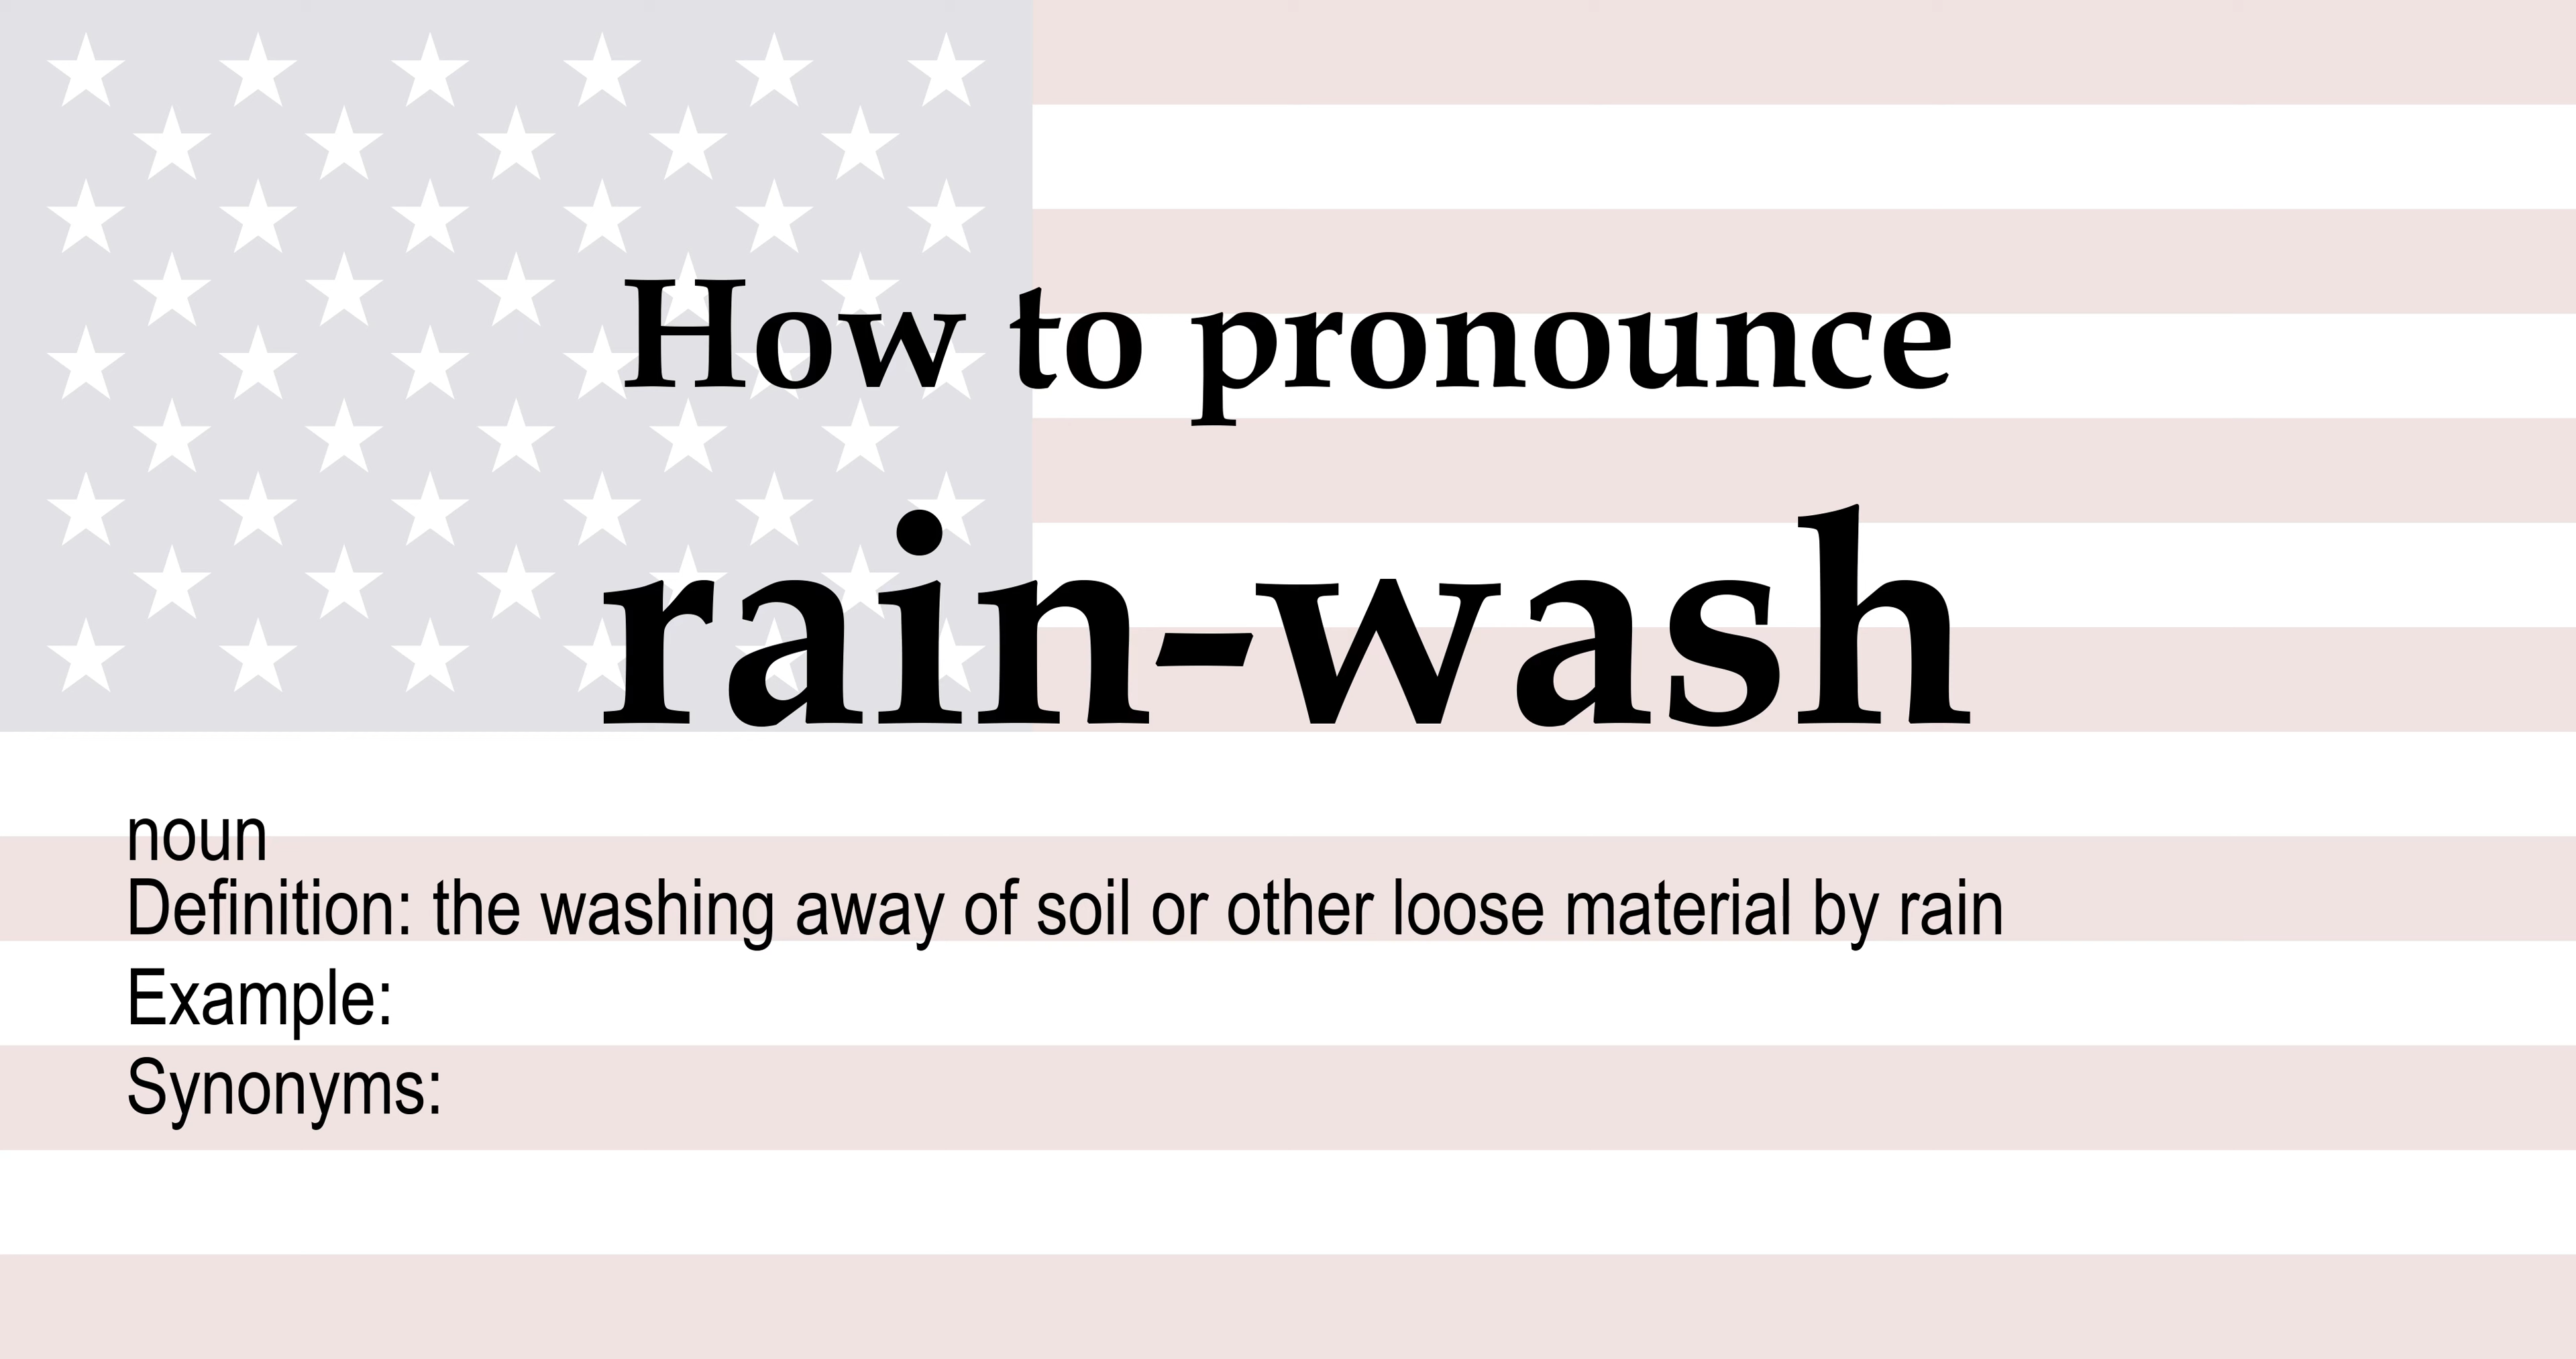 How to pronounce
rain-wash
noun
Definition: the washing away of soil or other loose material by rain
Example:
Synonyms: